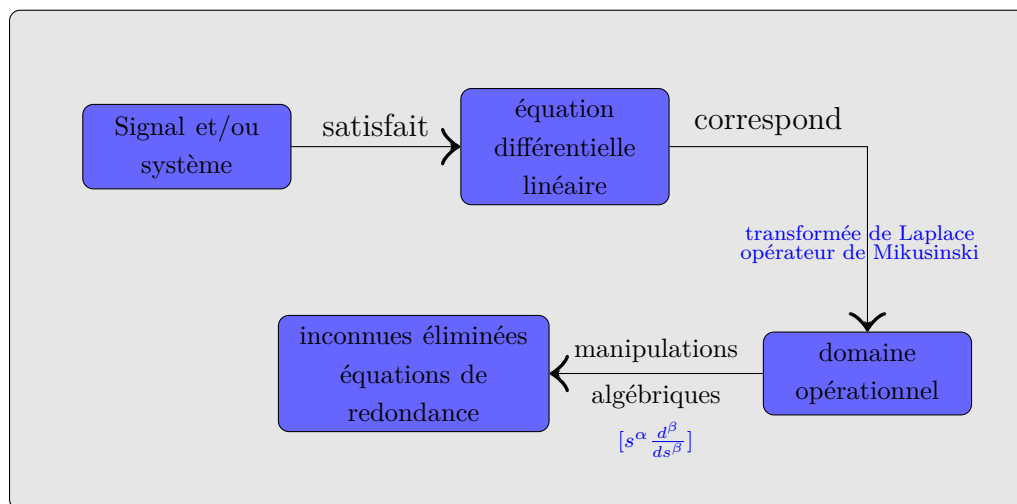 Signal et/ou
système
satisfait
équation
différentielle
linéaire
correspond
transformée de Laplace
opérateur de Mikusinski
domaine
opérationnel
manipulations
algébriques
[s^α d^β/ds^β]
inconnues éliminées
équations de
redondance